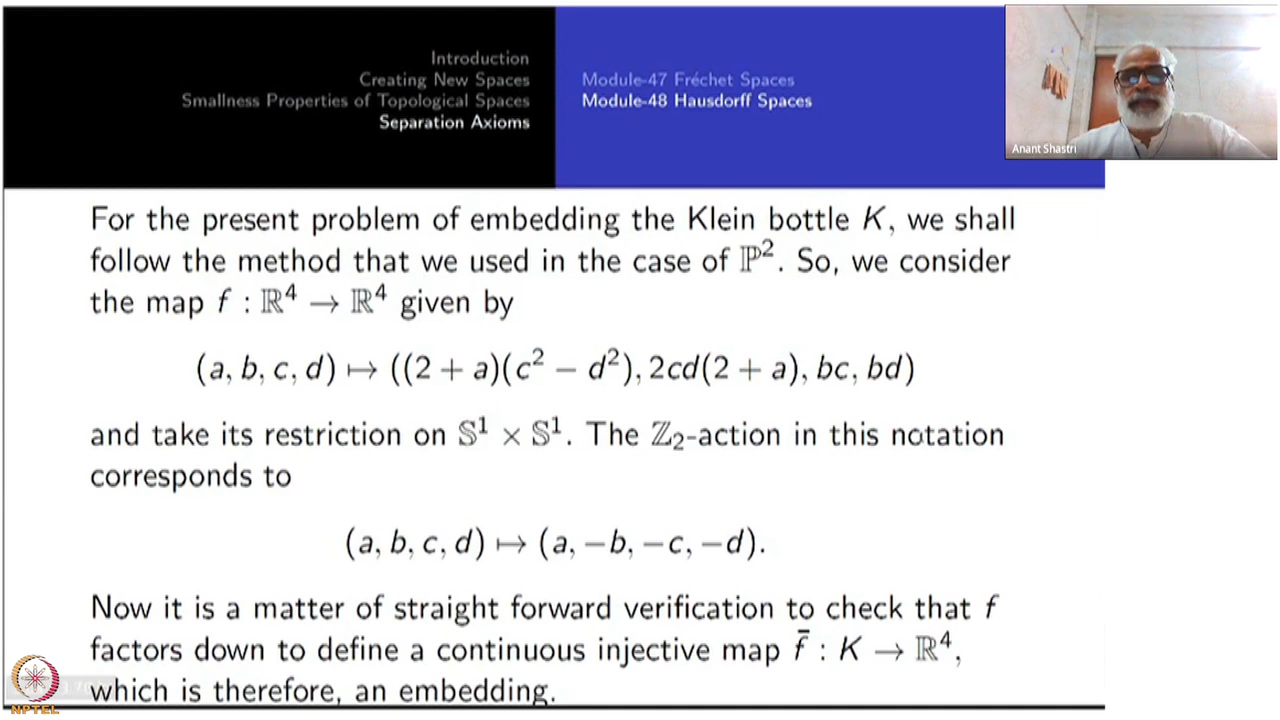 Introduction
Creating New Spaces
Smallness Properties of Topological Spaces
Separation Axioms
Module-47 Fréchet Spaces
Module-48 Hausdorff Spaces
Anant Shastri
For the present problem of embedding the Klein bottle K, we shall
follow the method that we used in the case of ℙ². So, we consider
the map f : ℝ⁴ → ℝ⁴ given by
(a, b, c, d) ↦ ((2 + a)(c² − d²), 2cd(2 + a), bc, bd)
and take its restriction on 𝕊¹ × 𝕊¹. The ℤ₂-action in this notation
corresponds to
(a, b, c, d) ↦ (a, −b, −c, −d).
Now it is a matter of straight forward verification to check that f
factors down to define a continuous injective map f̄ : K → ℝ⁴,
which is therefore, an embedding.
NPTEL